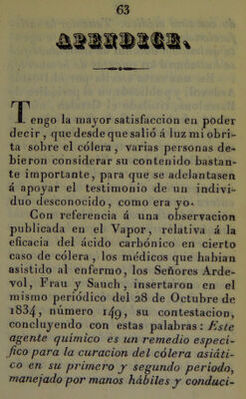 63
APENDICE.
Tengo la mayor satisfaccion en poder
decir, que desde que salió á luz mi obri-
ta sobre el cólera, varias personas de-
bieron considerar su contenido bastan-
te importante, para que se adelantasen
á apoyar el testimonio de un indivi-
duo desconocido, como era yo.
Con referencia á una observacion
publicada en el Vapor, relativa á la
eficacia del ácido carbónico en cierto
caso de cólera, los médicos que habian
asistido al enfermo, los Señores Arde-
vol, Frau y Sauch, insertaron en el
mismo periódico del 28 de Octubre de
1834, número 149, su contestacion,
concluyendo con estas palabras: Este
agente químico es un remedio especí-
fico para la curacion del cólera asiáti-
co en su primero y segundo periodo,
manejado por manos hábiles y conduci-